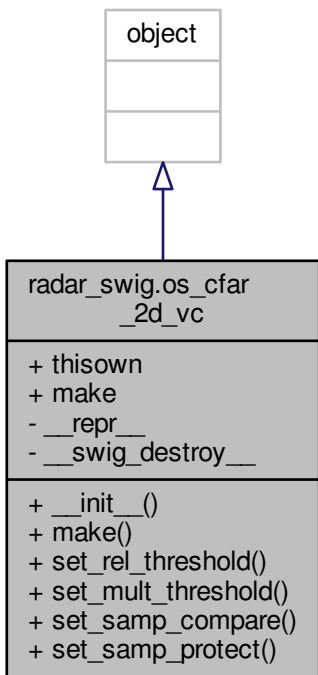 object
radar_swig.os_cfar
_2d_vc
+ thisown
+ make
- __repr__
- __swig_destroy__
+ __init__()
+ make()
+ set_rel_threshold()
+ set_mult_threshold()
+ set_samp_compare()
+ set_samp_protect()